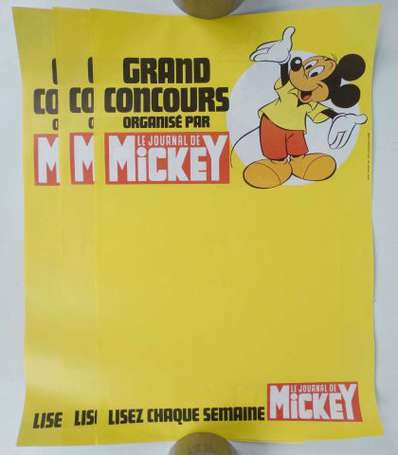 GRAND
CONCOURS
ORGANISÉ PAR
LE JOURNAL DE
MICKEY
LISEZ CHAQUE SEMAINE
LE JOURNAL DE
MICKEY